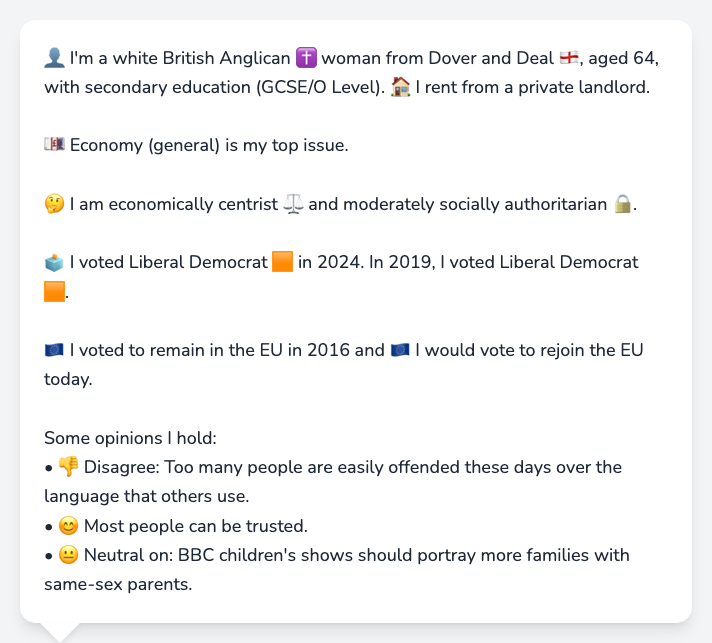 👤 I'm a white British Anglican ✝️ woman from Dover and Deal 🏴󠁧󠁢󠁥󠁮󠁧󠁿, aged 64,
with secondary education (GCSE/O Level). 🏠 I rent from a private landlord.
💷 Economy (general) is my top issue.
🤔 I am economically centrist ⚖️ and moderately socially authoritarian 🔒.
🗳️ I voted Liberal Democrat 🟧 in 2024. In 2019, I voted Liberal Democrat
🟧.
🇪🇺 I voted to remain in the EU in 2016 and 🇪🇺 I would vote to rejoin the EU
today.
Some opinions I hold:
• 👎 Disagree: Too many people are easily offended these days over the
language that others use.
• 😊 Most people can be trusted.
• 😐 Neutral on: BBC children's shows should portray more families with
same-sex parents.